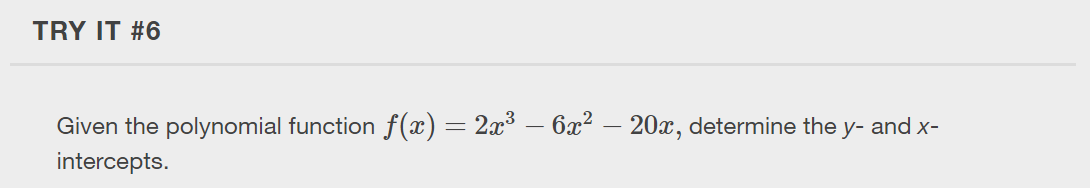 TRY IT #6
Given the polynomial function f(x) = 2x³ − 6x² − 20x, determine the y- and x-
intercepts.